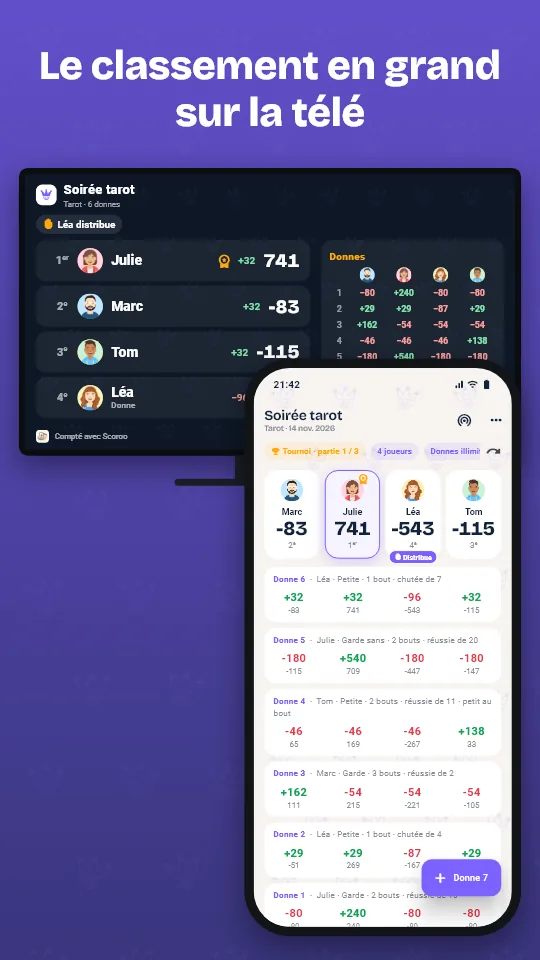 Le classement en grand
sur la télé
Soirée tarot
Tarot · 6 donnes
Léa distribue
1er Julie +32 741
2e Marc +32 -83
3e Tom +32 -115
4e Léa
Donne
Compté avec Scoroo
Donnes
1 -80 +240 -80 -80
2 +29 +29 -87 +29
3 +162 -54 -54 -54
4 -46 -46 -46 +138
5 -180 +540 -180 -180
21:42
Soirée tarot
Tarot·14 nov. 2026
Tournoi · partie 1 / 3 4 joueurs Donnes illimi
Marc Julie Léa Tom
-83 741 -543 -115
2e 1er 4e 3e
Distribue
Donne 6 · Léa · Petite · 1 bout · chutée de 7
+32 +32 -96 +32
-83 741 -543 -115
Donne 5 · Julie · Garde sans · 2 bouts · réussie de 20
-180 +540 -180 -180
-115 709 -447 -147
Donne 4 · Tom · Petite · 2 bouts · réussie de 11 · petit au
bout
-46 -46 -46 +138
65 169 -267 33
Donne 3 · Marc · Garde · 3 bouts · réussie de 2
+162 -54 -54 -54
111 215 -221 -105
Donne 2 · Léa · Petite · 1 bout · chutée de 4
+29 +29 -87 +29
-51 269 -167
+ Donne 7
Donne 1 · Julie · Garde · 2 bouts · réussie de
-80 +240 -80 -80